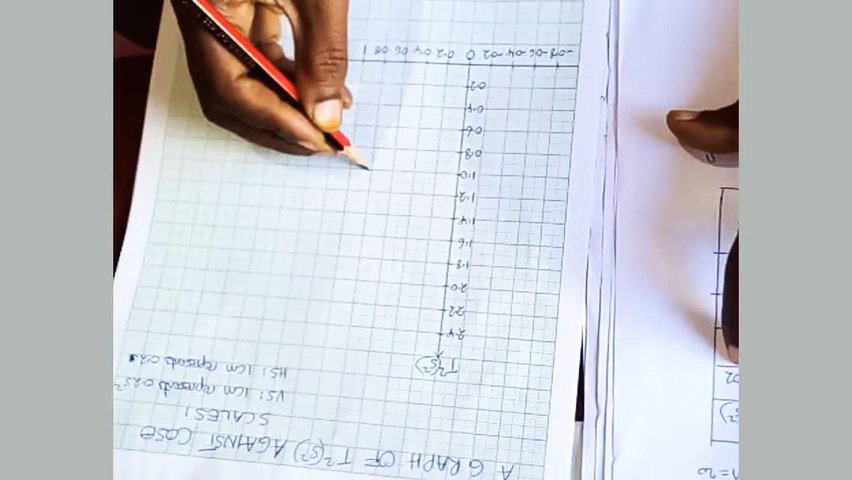 A GRAPH OF T²(s²) AGAINST COSθ
SCALES:
VS: 1cm represents 0.2s²
HS: 1cm represents 0.2
T²(s²)
2.4
2.2
2.0
1.8
1.6
1.4
1.2
1.0
0.8
0.6
0.4
0.2
1 0.8 0.6 0.4 0.2 0 -0.2 -0.4 -0.6 -0.8